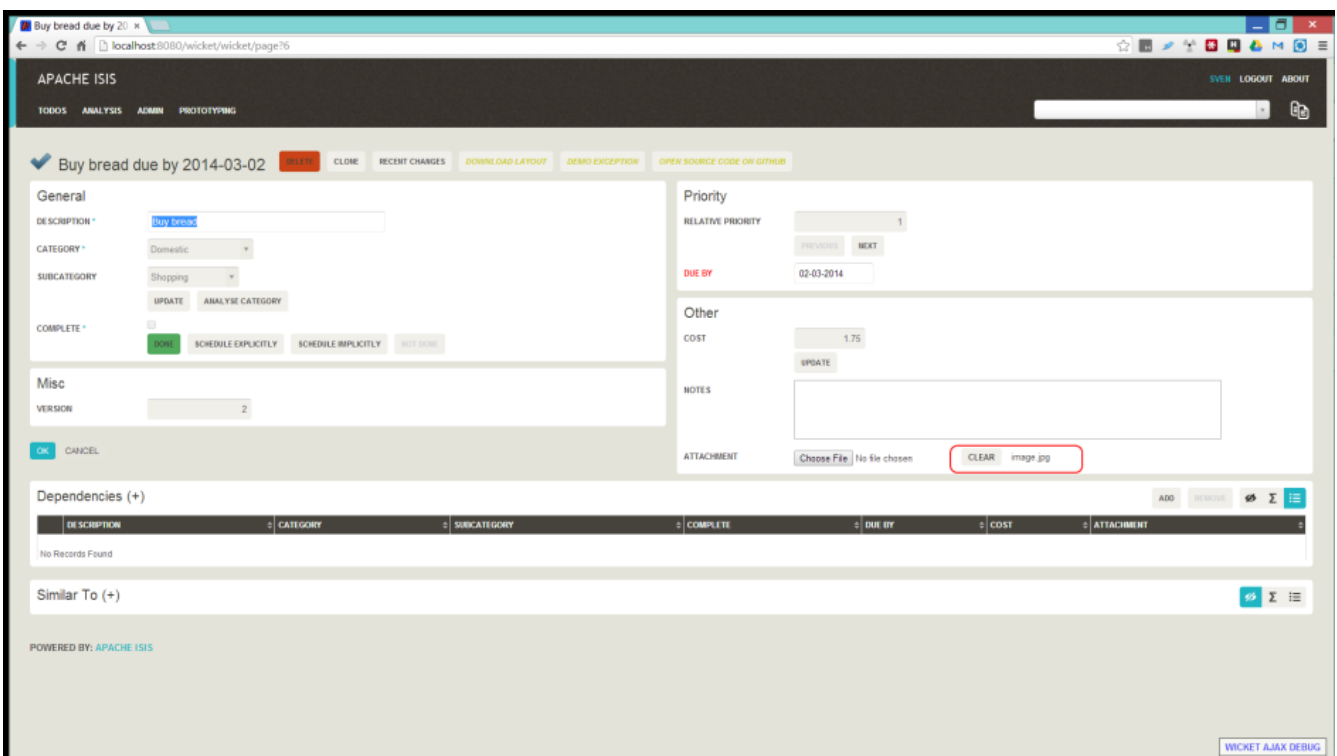 Buy bread due by 20
localhost:8080/wicket/wicket/page?6
APACHE ISIS
SVEN LOGOUT ABOUT
TODOS ANALYSIS ADMIN PROTOTYPING
Buy bread due by 2014-03-02 DELETE CLONE RECENT CHANGES DOWNLOAD LAYOUT DEMO EXCEPTION OPEN SOURCE CODE ON GITHUB
General
DESCRIPTION * Buy bread
CATEGORY * Domestic
SUBCATEGORY Shopping
UPDATE ANALYSE CATEGORY
COMPLETE *
DONE SCHEDULE EXPLICITLY SCHEDULE IMPLICITLY NOT DONE
Misc
VERSION 2
OK CANCEL
Priority
RELATIVE PRIORITY 1
PREVIOUS NEXT
DUE BY 02-03-2014
Other
COST 1.75
UPDATE
NOTES
ATTACHMENT Choose File No file chosen CLEAR image.jpg
Dependencies (+) ADD REMOVE Σ
DESCRIPTION CATEGORY SUBCATEGORY COMPLETE DUE BY COST ATTACHMENT
No Records Found
Similar To (+) Σ
POWERED BY: APACHE ISIS
WICKET AJAX DEBUG